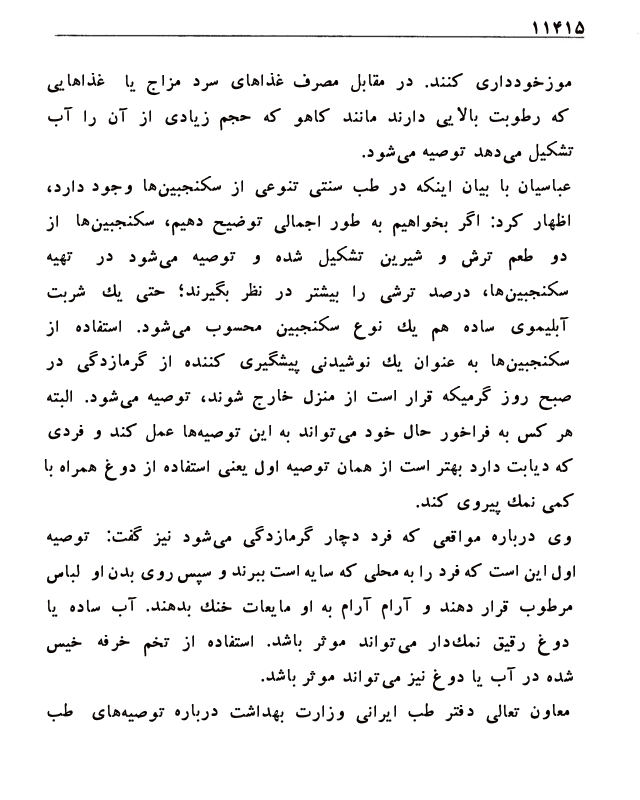 ۱۱۴۱۵
موزخودداری کنند. در مقابل مصرف غذاهای سرد مزاج یا غذاهایی
که رطوبت بالایی دارند مانند کاهو که حجم زیادی از آن را آب
تشکیل می‌دهد توصیه می‌شود.
عباسیان با بیان اینکه در طب سنتی تنوعی از سکنجبین‌ها وجود دارد،
اظهار کرد: اگر بخواهیم به طور اجمالی توضیح دهیم، سکنجبین‌ها از
دو طعم ترش و شیرین تشکیل شده و توصیه می‌شود در تهیه
سکنجبین‌ها، درصد ترشی را بیشتر در نظر بگیرند؛ حتی یك شربت
آبلیموی ساده هم یك نوع سکنجبین محسوب می‌شود. استفاده از
سکنجبین‌ها به عنوان یك نوشیدنی پیشگیری کننده از گرمازدگی در
صبح روز گرمیکه قرار است از منزل خارج شوند، توصیه می‌شود. البته
هر کس به فراخور حال خود می‌تواند به این توصیه‌ها عمل کند و فردی
که دیابت دارد بهتر است از همان توصیه اول یعنی استفاده از دوغ همراه با
کمی نمك پیروی کند.
وی درباره مواقعی که فرد دچار گرمازدگی می‌شود نیز گفت: توصیه
اول این است که فرد را به محلی که سایه است ببرند و سپس روی بدن او لباس
مرطوب قرار دهند و آرام آرام به او مایعات خنك بدهند. آب ساده یا
دوغ رقیق نمك‌دار می‌تواند موثر باشد. استفاده از تخم خرفه خیس
شده در آب یا دوغ نیز می‌تواند موثر باشد.
معاون تعالی دفتر طب ایرانی وزارت بهداشت درباره توصیه‌های طب